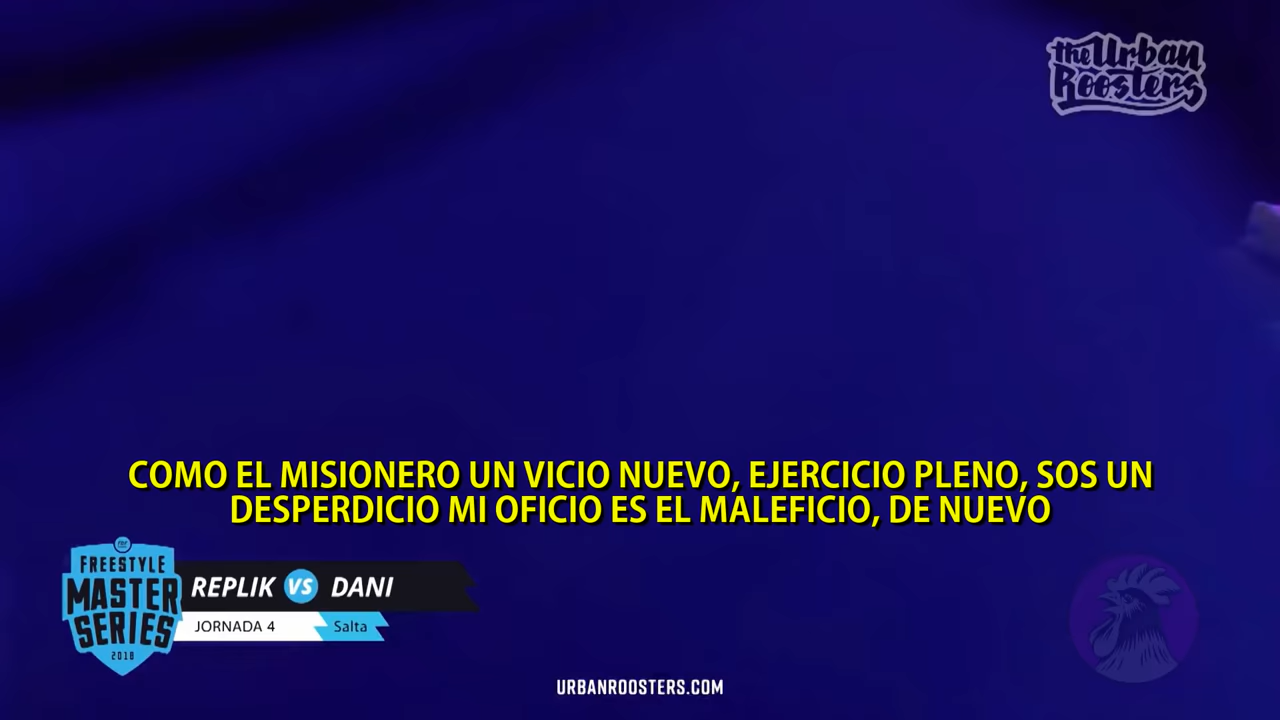 the Urban
Roosters
COMO EL MISIONERO UN VICIO NUEVO, EJERCICIO PLENO, SOS UN
DESPERDICIO MI OFICIO ES EL MALEFICIO, DE NUEVO
FREESTYLE
MASTER
SERIES
2018
REPLIK VS DANI
JORNADA 4 Salta
URBANROOSTERS.COM